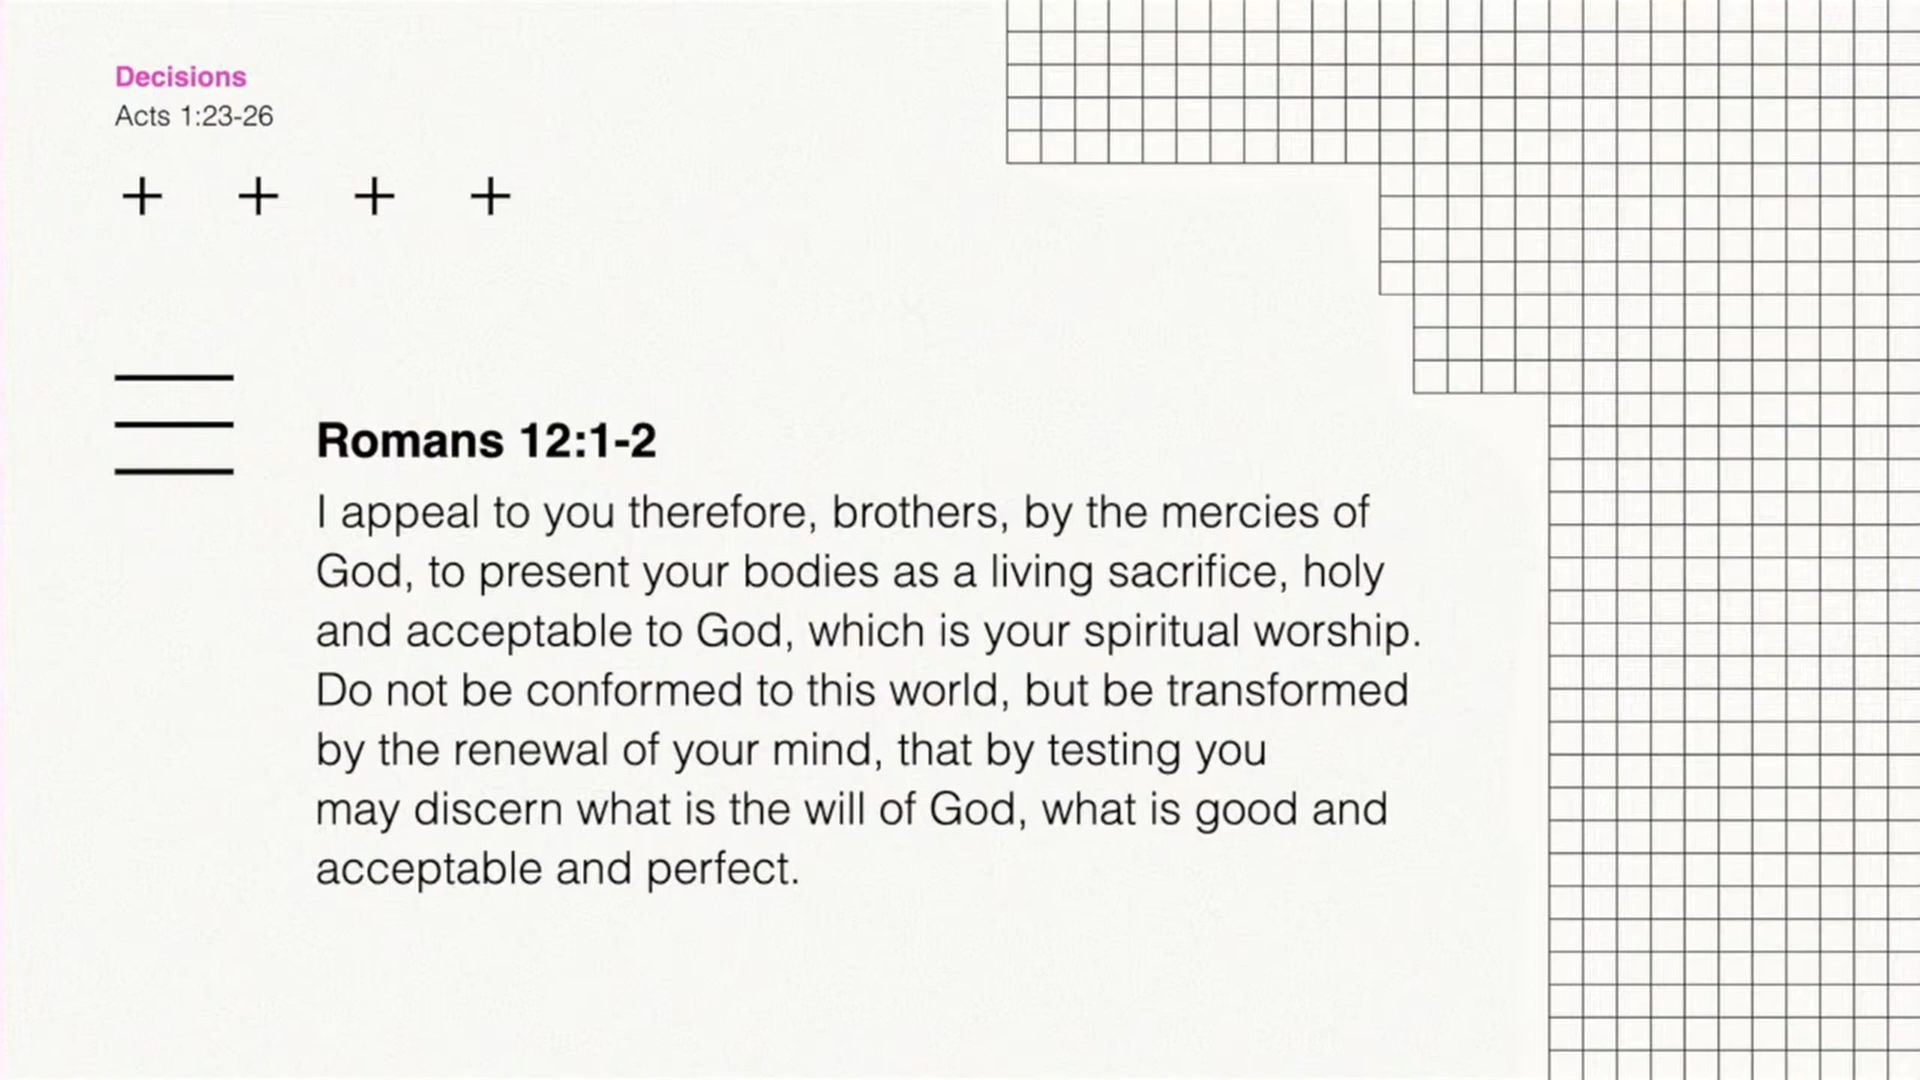 Decisions
Acts 1:23-26
+ + + +
Romans 12:1-2
I appeal to you therefore, brothers, by the mercies of
God, to present your bodies as a living sacrifice, holy
and acceptable to God, which is your spiritual worship.
Do not be conformed to this world, but be transformed
by the renewal of your mind, that by testing you
may discern what is the will of God, what is good and
acceptable and perfect.